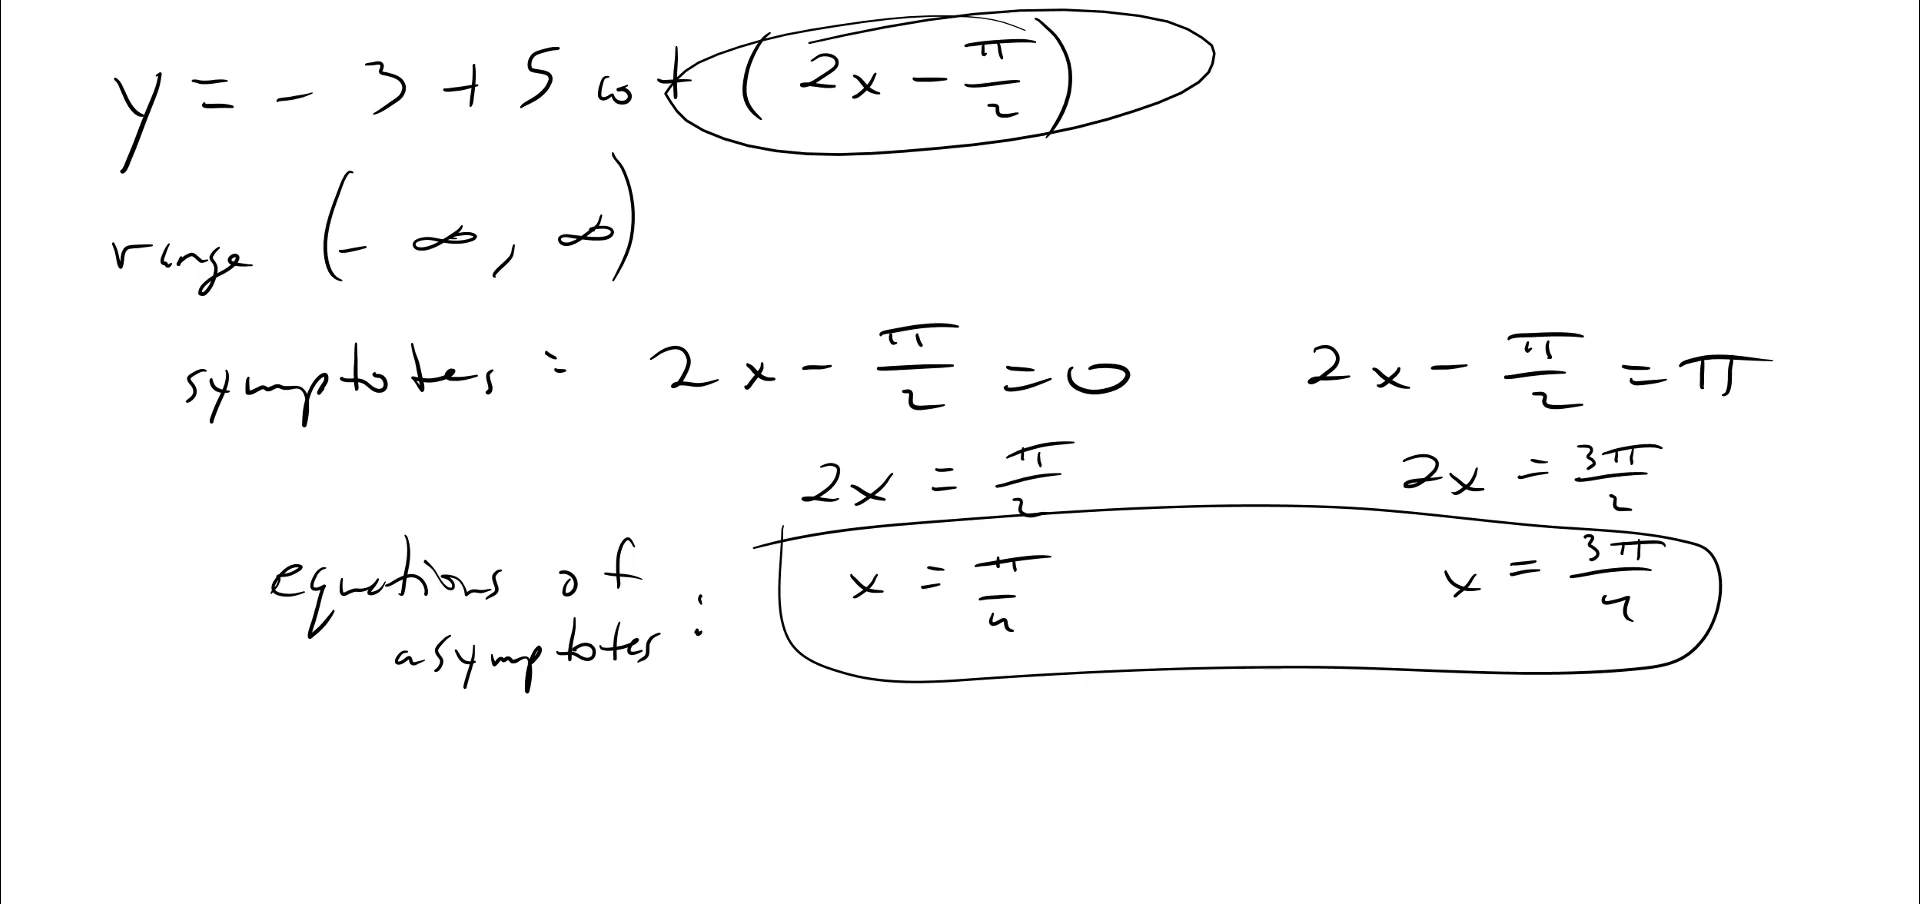 y = - 3 + 5 cot (2x - π/2)
range (- ∞, ∞)
symptotes : 2x - π/2 = 0 2x - π/2 = π
2x = π/2 2x = 3π/2
equations of x = π/4 x = 3π/4
asymptotes :